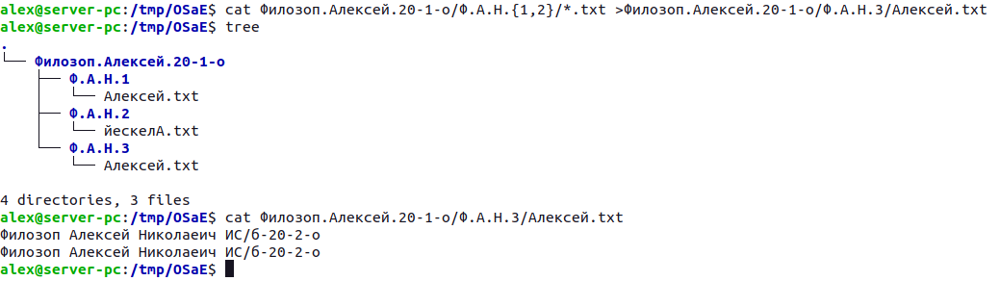 alex@server-pc:/tmp/OSaE$ cat Филозоп.Алексей.20-1-о/Ф.А.Н.{1,2}/*.txt >Филозоп.Алексей.20-1-о/Ф.А.Н.3/Алексей.txt
alex@server-pc:/tmp/OSaE$ tree
.
└── Филозоп.Алексей.20-1-о
    ├── Ф.А.Н.1
    │   └── Алексей.txt
    ├── Ф.А.Н.2
    │   └── йескелА.txt
    └── Ф.А.Н.3
        └── Алексей.txt
4 directories, 3 files
alex@server-pc:/tmp/OSaE$ cat Филозоп.Алексей.20-1-о/Ф.А.Н.3/Алексей.txt
Филозоп Алексей Николаеич ИС/б-20-2-о
Филозоп Алексей Николаеич ИС/б-20-2-о
alex@server-pc:/tmp/OSaE$